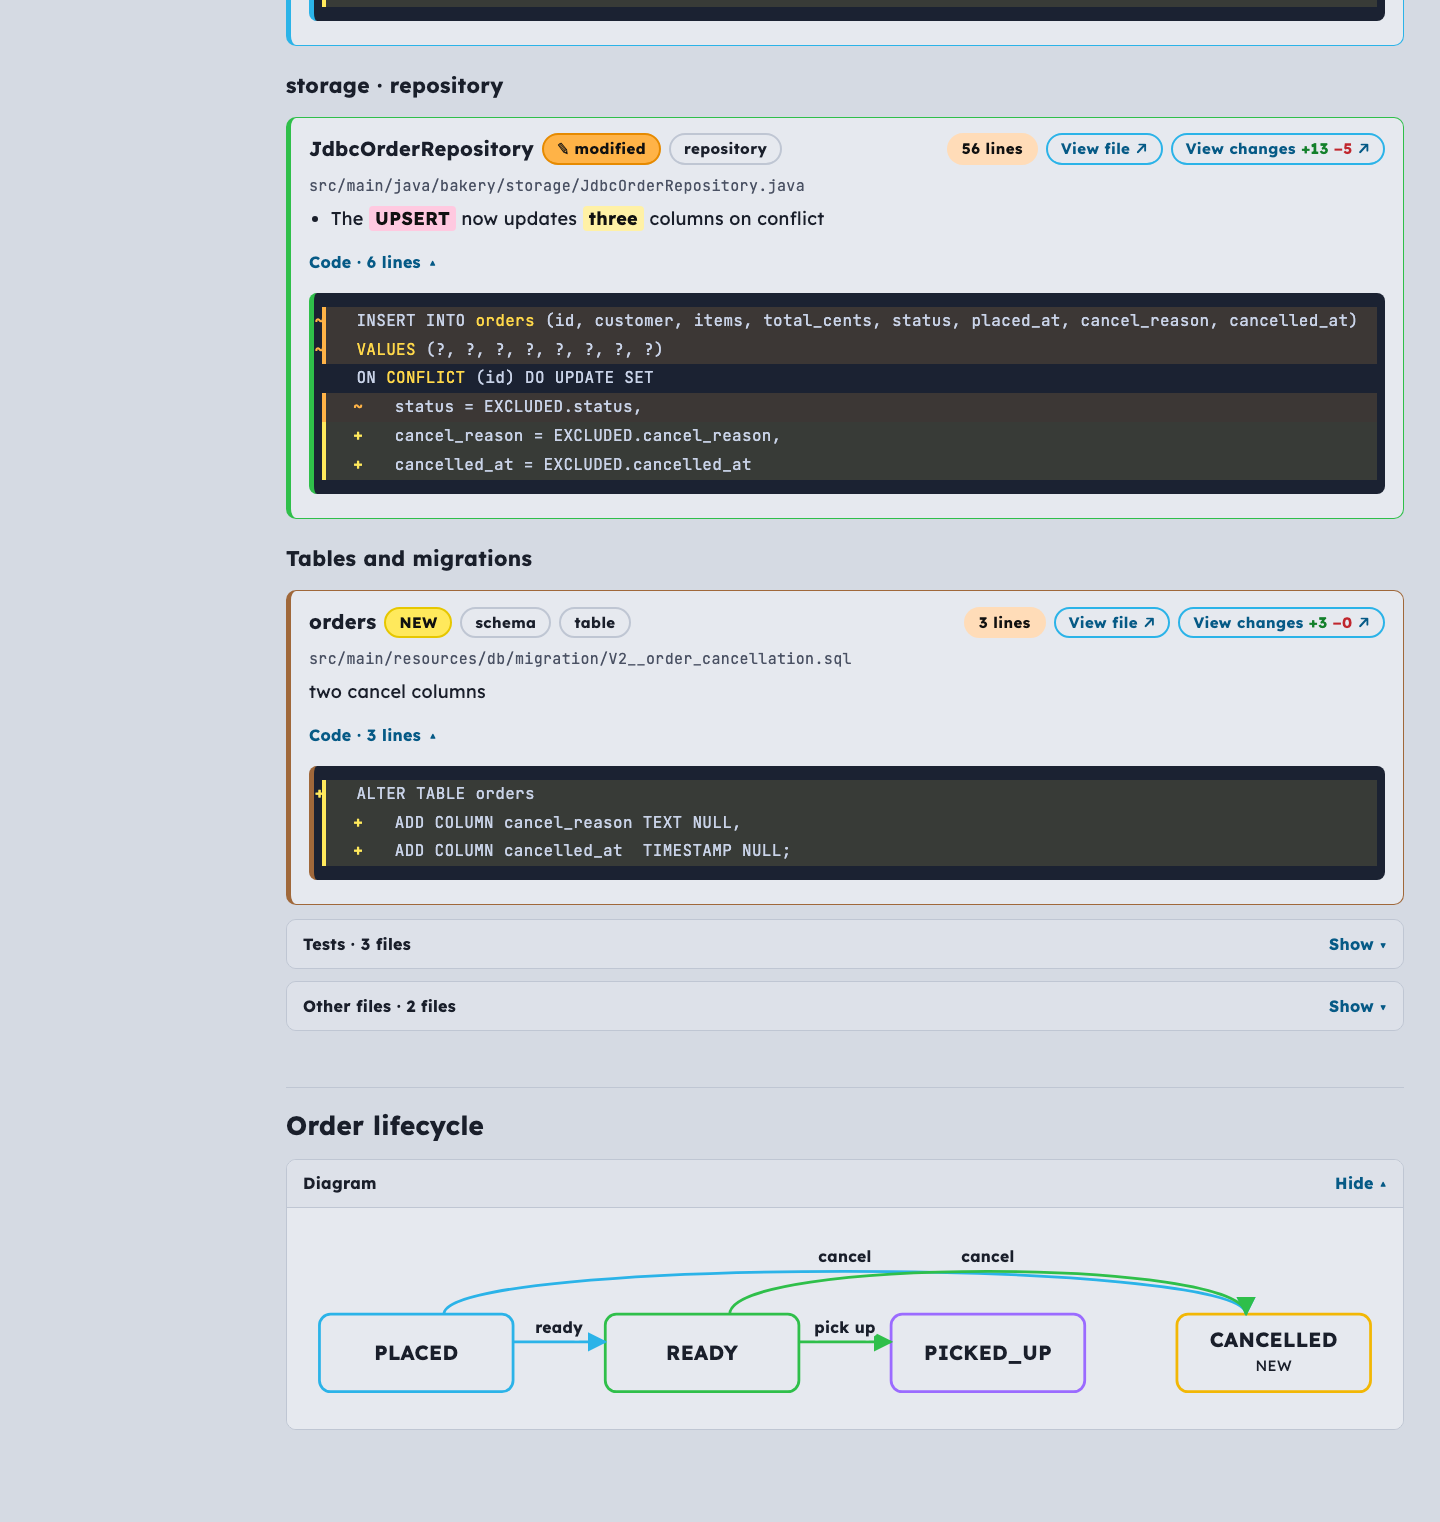 storage · repository
JdbcOrderRepository ✎ modified repository 56 lines View file ↗ View changes +13 −5 ↗
src/main/java/bakery/storage/JdbcOrderRepository.java
• The UPSERT now updates three columns on conflict
Code · 6 lines ▴
~ INSERT INTO orders (id, customer, items, total_cents, status, placed_at, cancel_reason, cancelled_at)
~ VALUES (?, ?, ?, ?, ?, ?, ?, ?)
ON CONFLICT (id) DO UPDATE SET
~ status = EXCLUDED.status,
+ cancel_reason = EXCLUDED.cancel_reason,
+ cancelled_at = EXCLUDED.cancelled_at
Tables and migrations
orders NEW schema table 3 lines View file ↗ View changes +3 −0 ↗
src/main/resources/db/migration/V2__order_cancellation.sql
two cancel columns
Code · 3 lines ▴
+ ALTER TABLE orders
+ ADD COLUMN cancel_reason TEXT NULL,
+ ADD COLUMN cancelled_at  TIMESTAMP NULL;
Tests · 3 files Show ▾
Other files · 2 files Show ▾
Order lifecycle
Diagram Hide ▴
cancel cancel
ready pick up
PLACED READY PICKED_UP CANCELLED
NEW